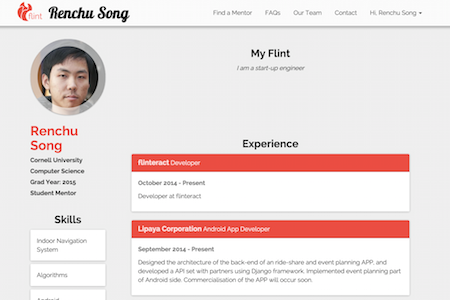 flint Renchu Song Find a Mentor FAQs Our Team Contact Hi, Renchu Song
My Flint
I am a start-up engineer
Renchu
Song
Cornell University
Computer Science
Grad Year: 2015
Student Mentor
Skills
Indoor Navigation
System
Algorithms
Android
Experience
flinteract Developer
October 2014 - Present
Developer at flinteract
Lipaya Corporation Android App Developer
September 2014 - Present
Designed the architecture of the back-end of an ride-share and event planning APP, and
developed a API set with partners using Django framework. Implemented event planning part
of Android side. Commercialisation of the APP will occur soon.